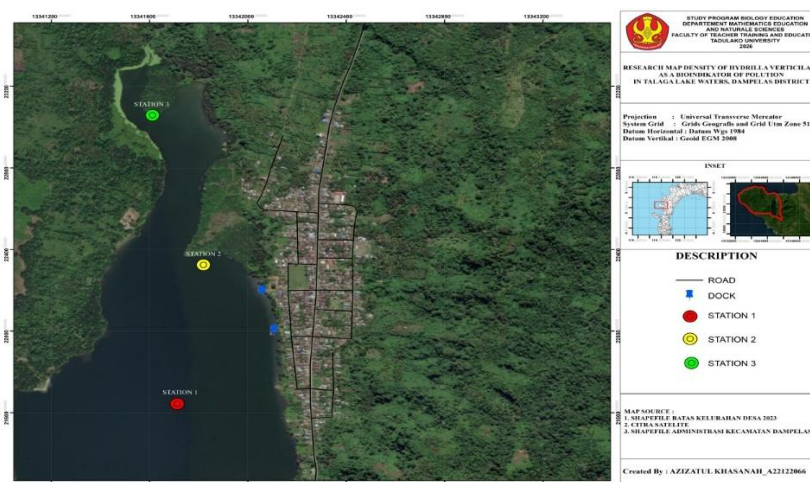 13341200 13341600 13342000 13342400 13342800 13343200
STATION 3
STATION 2
STATION 1
STUDY PROGRAM BIOLOGY EDUCATION
DEPARTEMENT MATHEMATICS EDUCATION
AND NATURALE SCIENCES
FACULTY OF TEACHER TRAINING AND EDUCATI
TADULAKO UNIVERSITY
2026
RESEARCH MAP DENSITY OF HYDRILLA VERTICILA
AS A BIOINDIKATOR OF POLUTION
IN TALAGA LAKE WATERS, DAMPELAS DISTRICT
Projection : Universal Transverse Mercator
System Grid : Grids Geografis and Grid Utm Zone 51
Datum Horizontal : Datum Wgs 1984
Datum Vertikal : Geoid EGM 2008
INSET
DESCRIPTION
ROAD
DOCK
STATION 1
STATION 2
STATION 3
MAP SOURCE :
1. SHAPEFILE BATAS KELURAHAN DESA 2023
2. CITRA SATELITE
3. SHAPEFILE ADMINISTRASI KECAMATAN DAMPELAS
Created By : AZIZATUL KHASANAH_A22122066